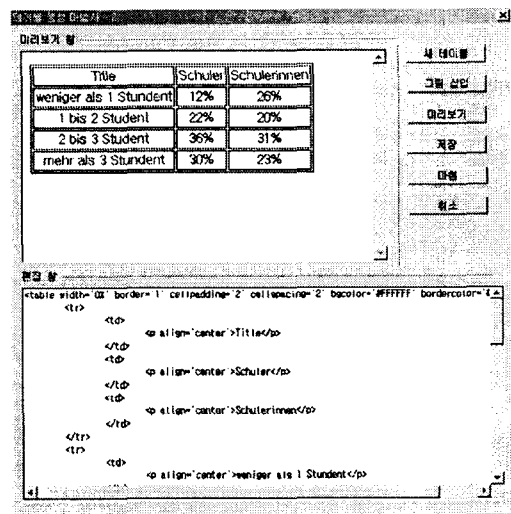 미리보기 창
Title Schuler Schulerinnen
weniger als 1 Stundent 12% 26%
1 bis 2 Student 22% 20%
2 bis 3 Stundent 36% 31%
mehr als 3 Stundent 30% 23%
새 테이블
그림 삽입
미리보기
저장
마침
취소
편집 창
<table width='0%' border='1' cellpadding='2' cellspacing='2' bgcolor='#FFFFFF' bordercolor='
<tr>
<td>
<p align='center'>Title</p>
</td>
<td>
<p align='center'>Schuler</p>
</td>
<td>
<p align='center'>Schulerinnen</p>
</td>
</tr>
<tr>
<td>
<p align='center'>weniger als 1 Stundent</p>